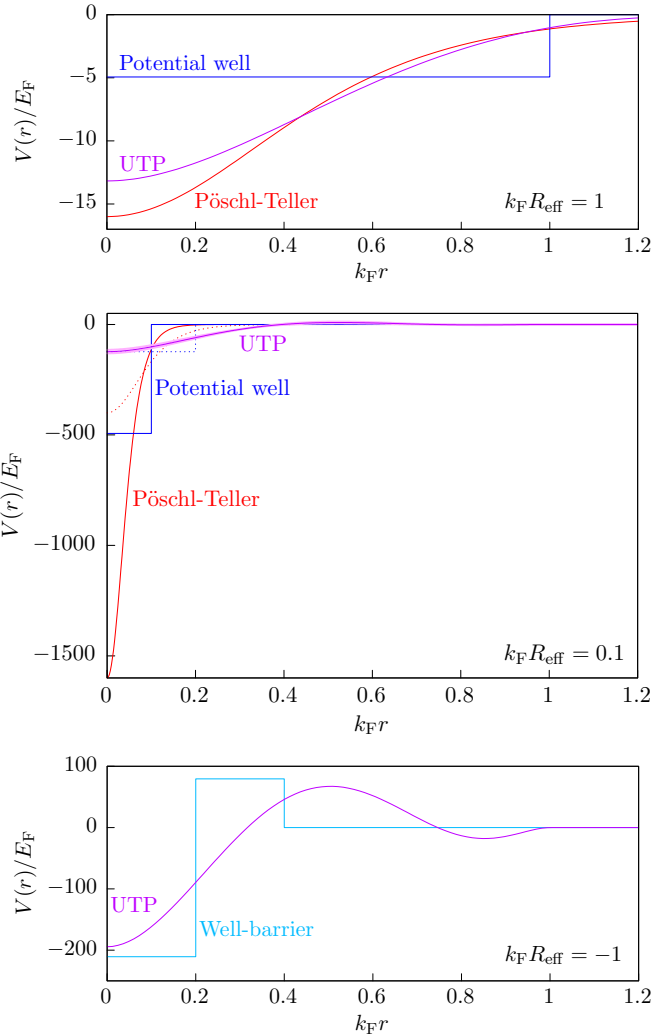 0
−5
−10
−15
V(r)/E_F
Potential well
UTP
Pöschl-Teller
k_F R_eff = 1
0 0.2 0.4 0.6 0.8 1 1.2
k_F r
0
−500
−1000
−1500
V(r)/E_F
UTP
Potential well
Pöschl-Teller
k_F R_eff = 0.1
0 0.2 0.4 0.6 0.8 1 1.2
k_F r
100
0
−100
−200
V(r)/E_F
UTP
Well-barrier
k_F R_eff = −1
0 0.2 0.4 0.6 0.8 1 1.2
k_F r